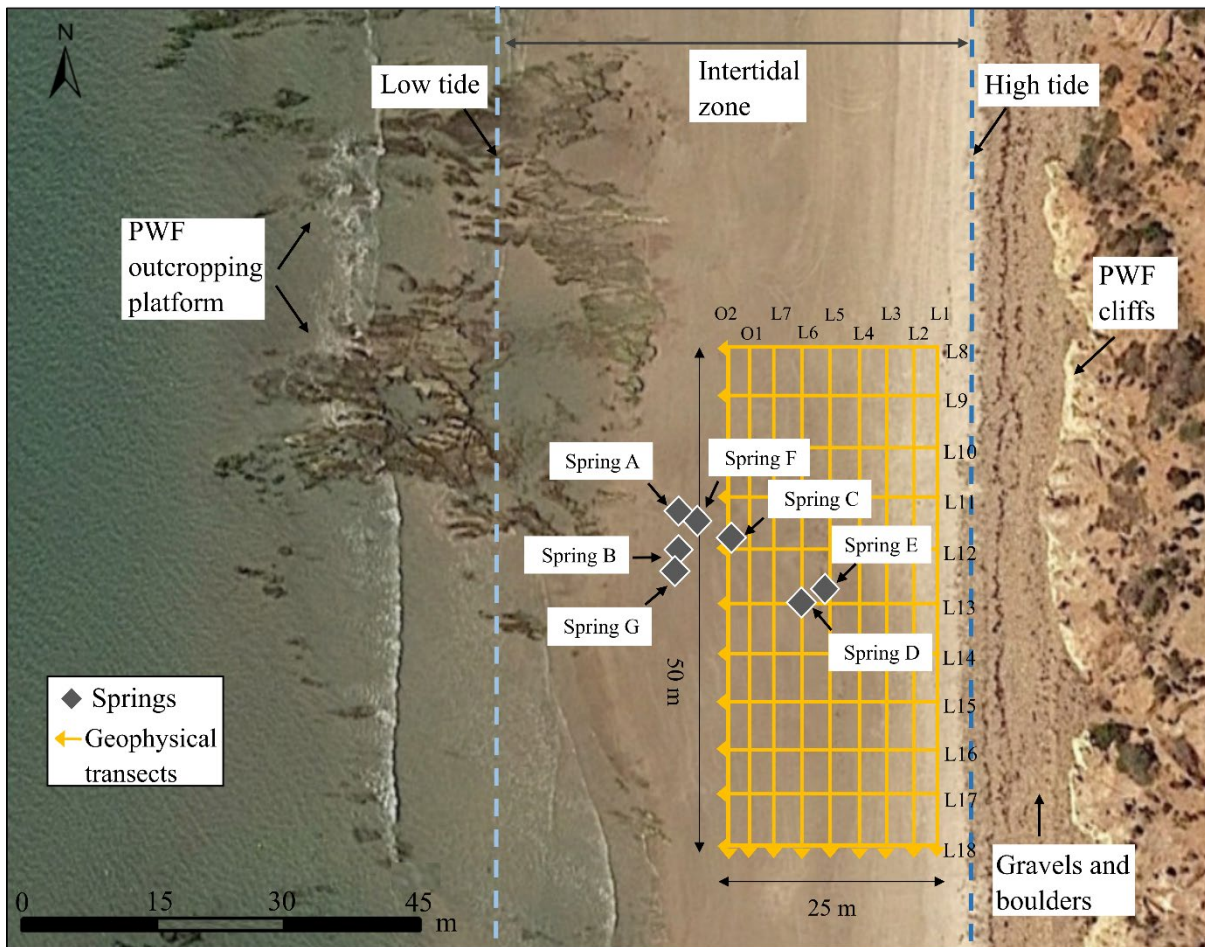 N
Low tide
Intertidal
zone
High tide
PWF
outcropping
platform
PWF
cliffs
O2
L7
L5
L3
L1
O1
L6
L4
L2
L8
L9
L10
L11
L12
L13
L14
L15
L16
L17
L18
Spring A
Spring F
Spring C
Spring B
Spring E
Spring G
Spring D
50 m
Springs
Geophysical
transects
25 m
Gravels and
boulders
0
15
30
45
m